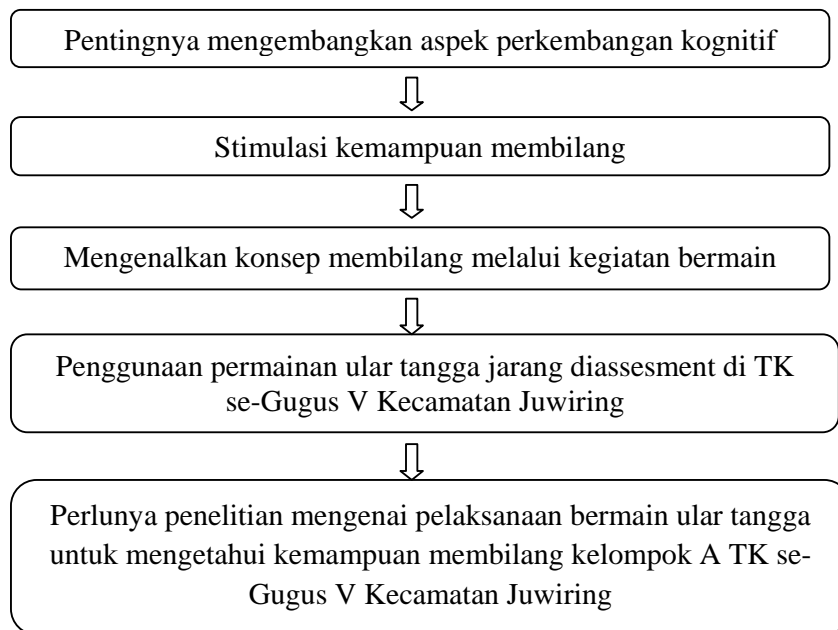 Pentingnya mengembangkan aspek perkembangan kognitif
Stimulasi kemampuan membilang
Mengenalkan konsep membilang melalui kegiatan bermain
Penggunaan permainan ular tangga jarang diassesment di TK
se-Gugus V Kecamatan Juwiring
Perlunya penelitian mengenai pelaksanaan bermain ular tangga
untuk mengetahui kemampuan membilang kelompok A TK se-
Gugus V Kecamatan Juwiring